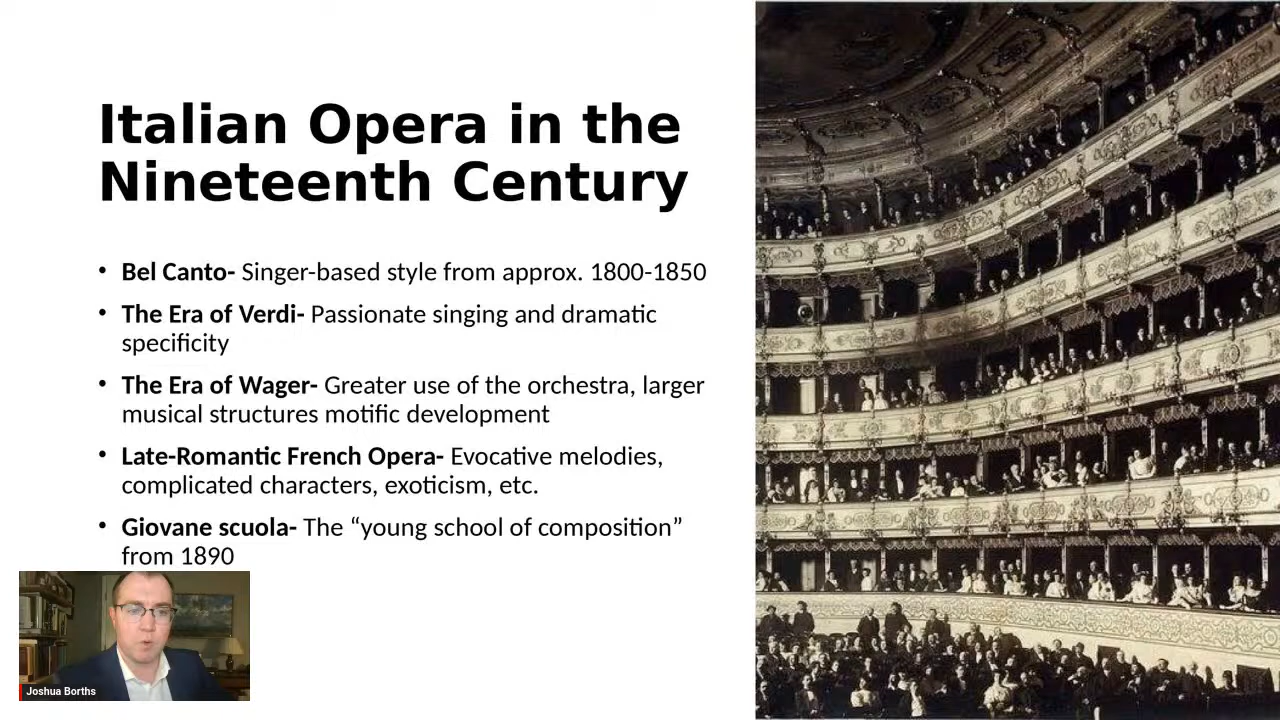 Italian Opera in the
Nineteenth Century
• Bel Canto- Singer-based style from approx. 1800-1850
• The Era of Verdi- Passionate singing and dramatic
specificity
• The Era of Wager- Greater use of the orchestra, larger
musical structures motific development
• Late-Romantic French Opera- Evocative melodies,
complicated characters, exoticism, etc.
• Giovane scuola- The “young school of composition”
from 1890
Joshua Borths